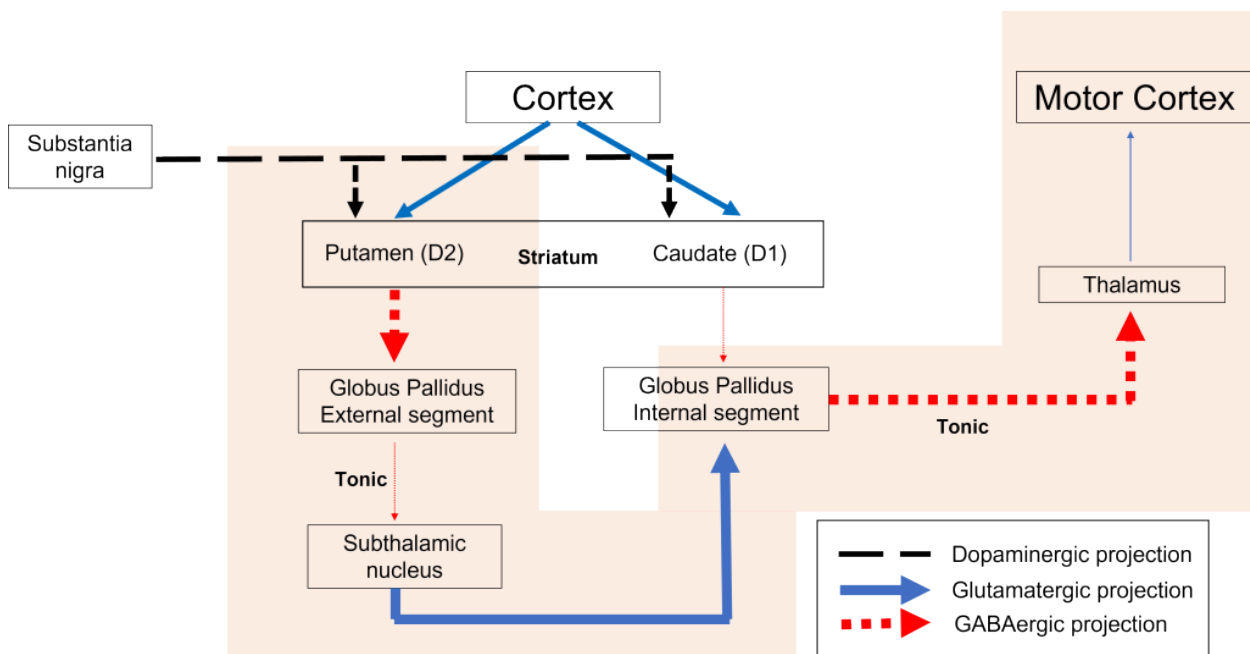 Cortex
Motor Cortex
Substantia
nigra
Putamen (D2)
Striatum
Caudate (D1)
Thalamus
Globus Pallidus
External segment
Globus Pallidus
Internal segment
Tonic
Tonic
Subthalamic
nucleus
Dopaminergic projection
Glutamatergic projection
GABAergic projection